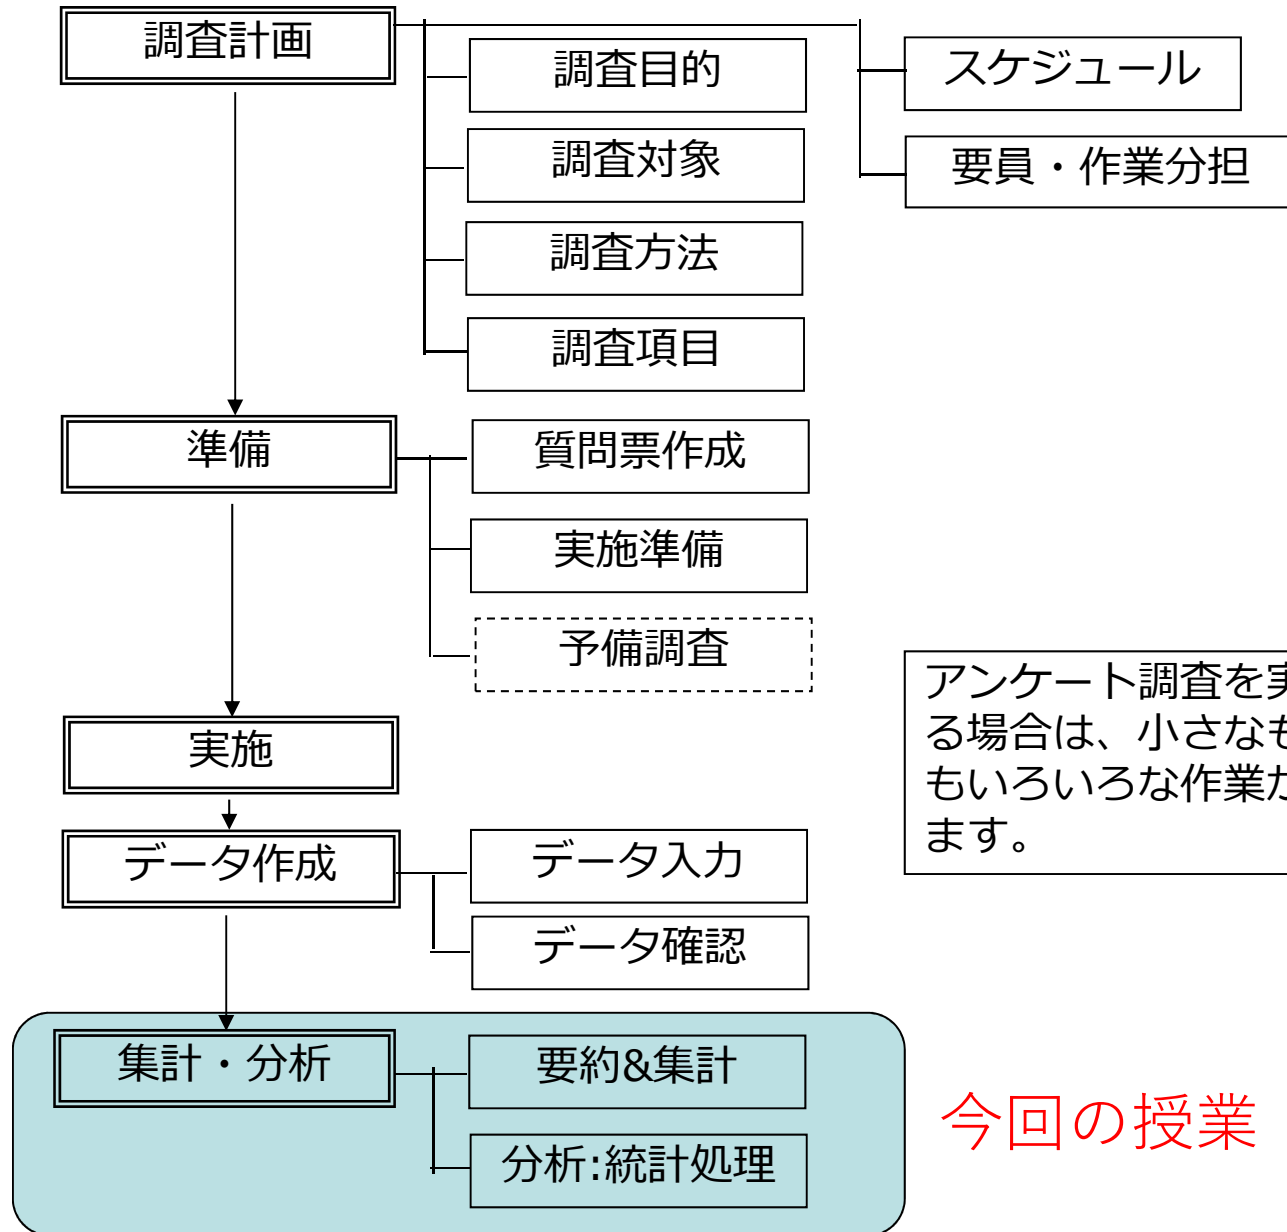 調査計画
調査目的
調査対象
調査方法
調査項目
スケジュール
要員・作業分担
準備
質問票作成
実施準備
予備調査
実施
アンケート調査を実
る場合は、小さなも
もいろいろな作業が
ます。
データ作成
データ入力
データ確認
集計・分析
要約&集計
分析:統計処理
今回の授業